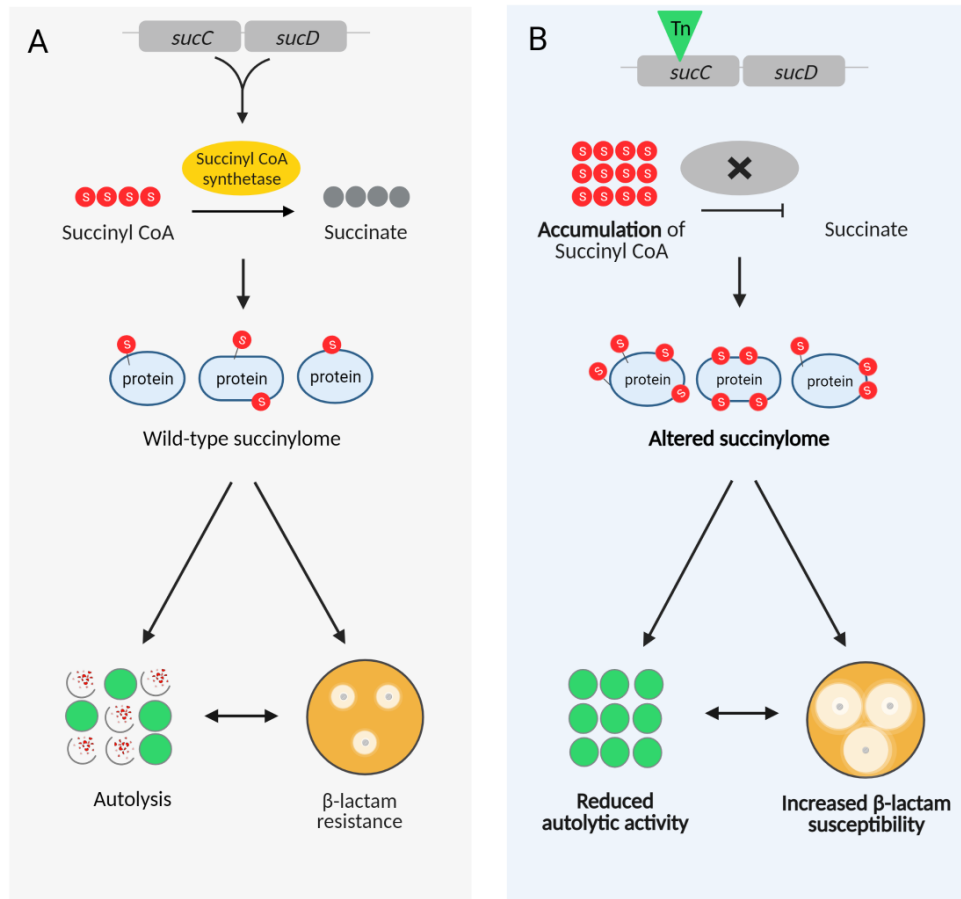 A
sucC sucD
Succinyl CoA
synthetase
S S S S
Succinyl CoA
Succinate
S S S
protein protein protein
S
Wild-type succinylome
Autolysis
β-lactam
resistance
B
Tn
sucC sucD
S S S S
S S S S
S S S S
Accumulation of
Succinyl CoA
Succinate
S S S S S S
S S
protein protein protein
S S S S
Altered succinylome
Reduced
autolytic activity
Increased β-lactam
susceptibility